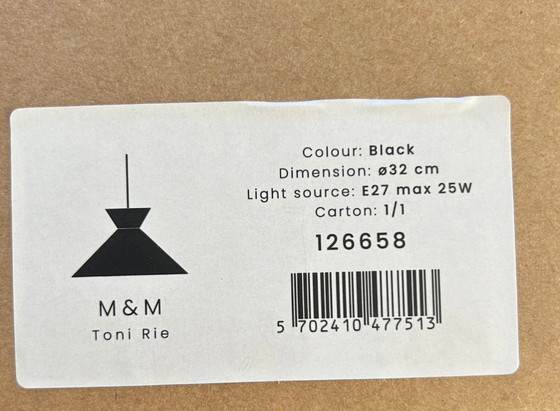 M&M
Toni Rie
Colour: Black
Dimension: ø32 cm
Light source: E27 max 25W
Carton: 1/1
126658
5 702410 477513